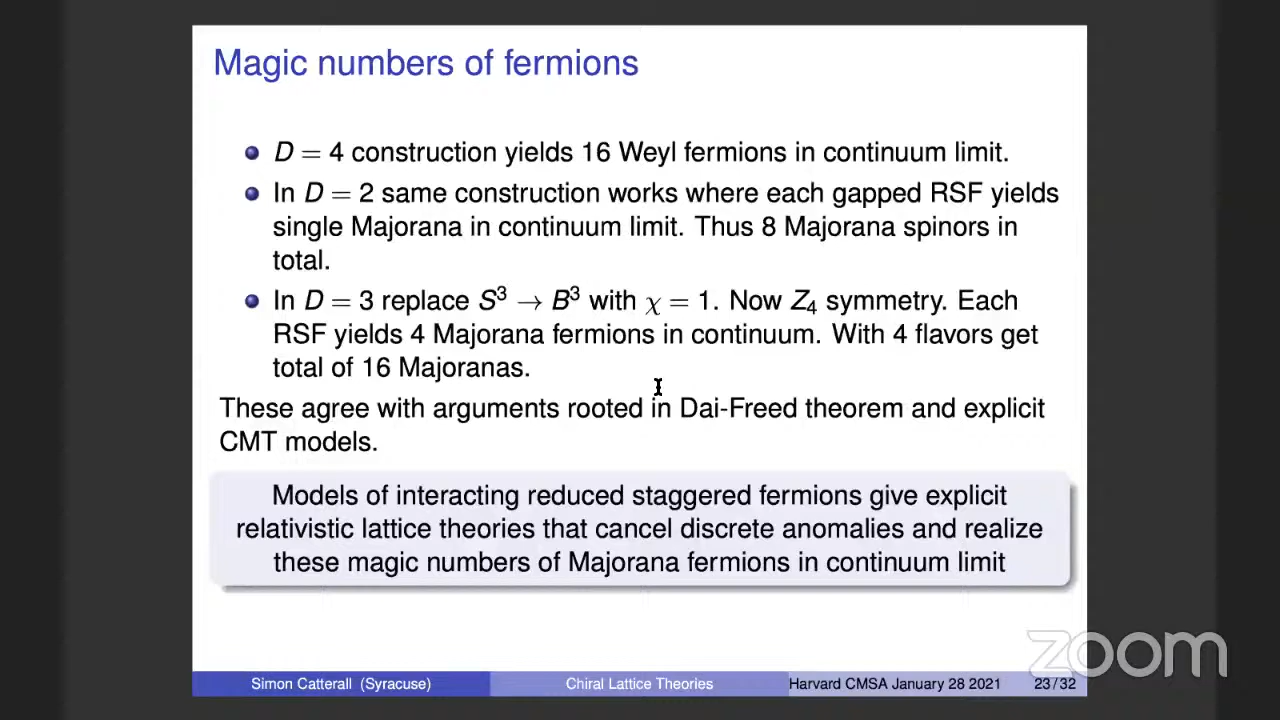 Magic numbers of fermions
D = 4 construction yields 16 Weyl fermions in continuum limit.
In D = 2 same construction works where each gapped RSF yields
single Majorana in continuum limit. Thus 8 Majorana spinors in
total.
In D = 3 replace S³ → B³ with χ = 1. Now Z₄ symmetry. Each
RSF yields 4 Majorana fermions in continuum. With 4 flavors get
total of 16 Majoranas.
These agree with arguments rooted in Dai-Freed theorem and explicit
CMT models.
Models of interacting reduced staggered fermions give explicit
relativistic lattice theories that cancel discrete anomalies and realize
these magic numbers of Majorana fermions in continuum limit
zoom
Simon Catterall (Syracuse) Chiral Lattice Theories Harvard CMSA January 28 2021 23/32